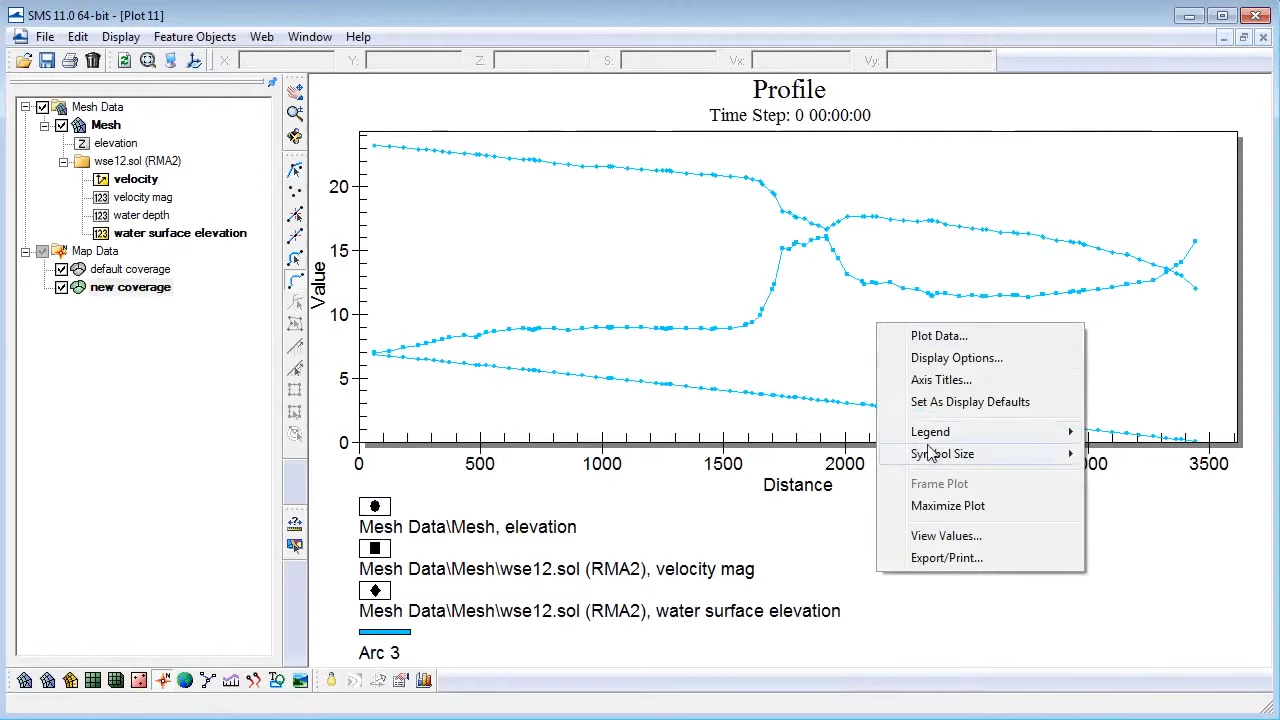 SMS 11.0 64-bit - [Plot 11]
File Edit Display Feature Objects Web Window Help
X: Y: Z: S: Vx: Vy:
Mesh Data
Mesh
Z elevation
wse12.sol (RMA2)
velocity
123 velocity mag
123 water depth
123 water surface elevation
Map Data
default coverage
new coverage
Profile
Time Step: 0 00:00:00
20
15
10
5
0
Value
0 500 1000 1500 2000 000 3500
Distance
Mesh Data\Mesh, elevation
Mesh Data\Mesh\wse12.sol (RMA2), velocity mag
Mesh Data\Mesh\wse12.sol (RMA2), water surface elevation
Arc 3
Plot Data...
Display Options...
Axis Titles...
Set As Display Defaults
Legend
Symbol Size
Frame Plot
Maximize Plot
View Values...
Export/Print...